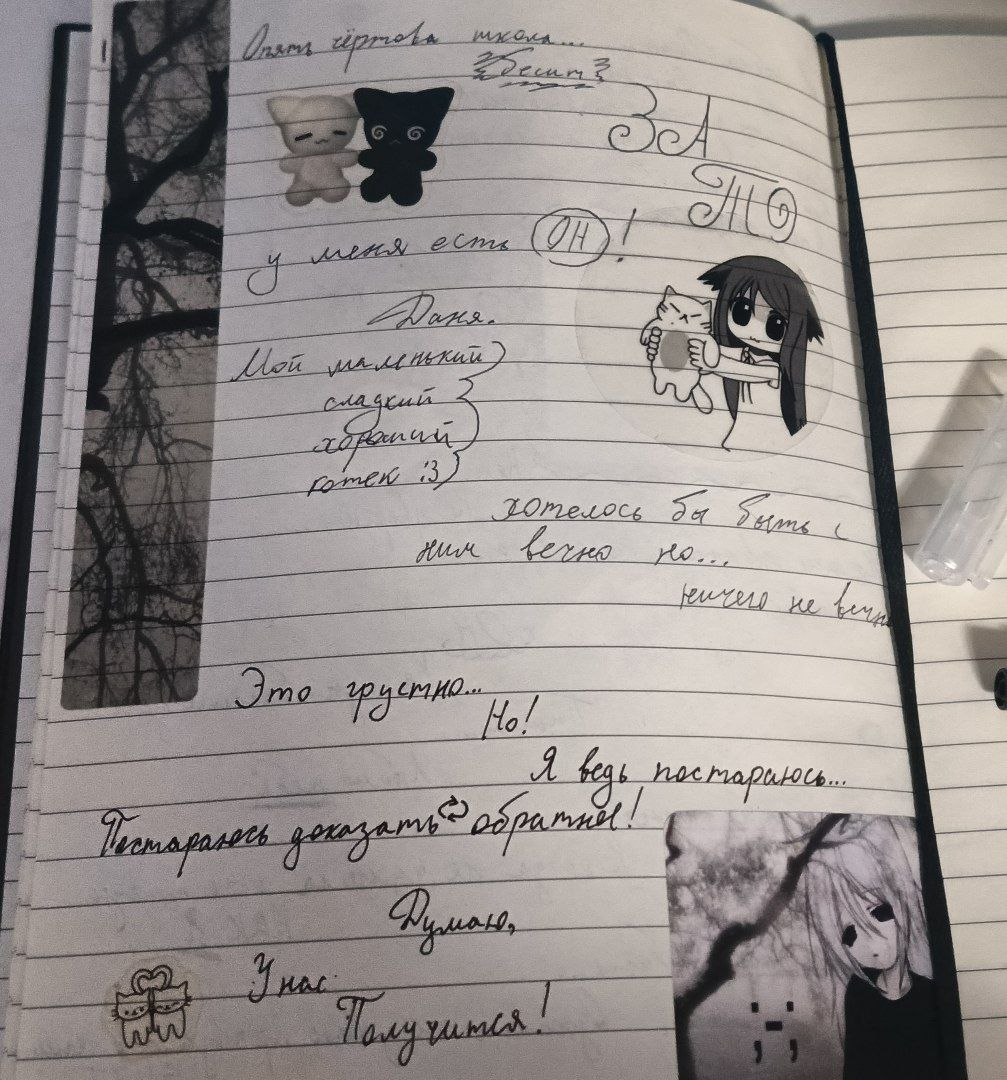 Опять чёртова школа...
бесит
ЗА
ТО
у меня есть ОН!
Даня.
Мой маленький)
сладкий
хороший
котек :3)
хотелось бы быть с
ним вечно но...
ничего не вечно
Это грустно...
Но!
Я ведь постараюсь...
Постараюсь доказать обратное!
Думаю,
У нас
Получится!